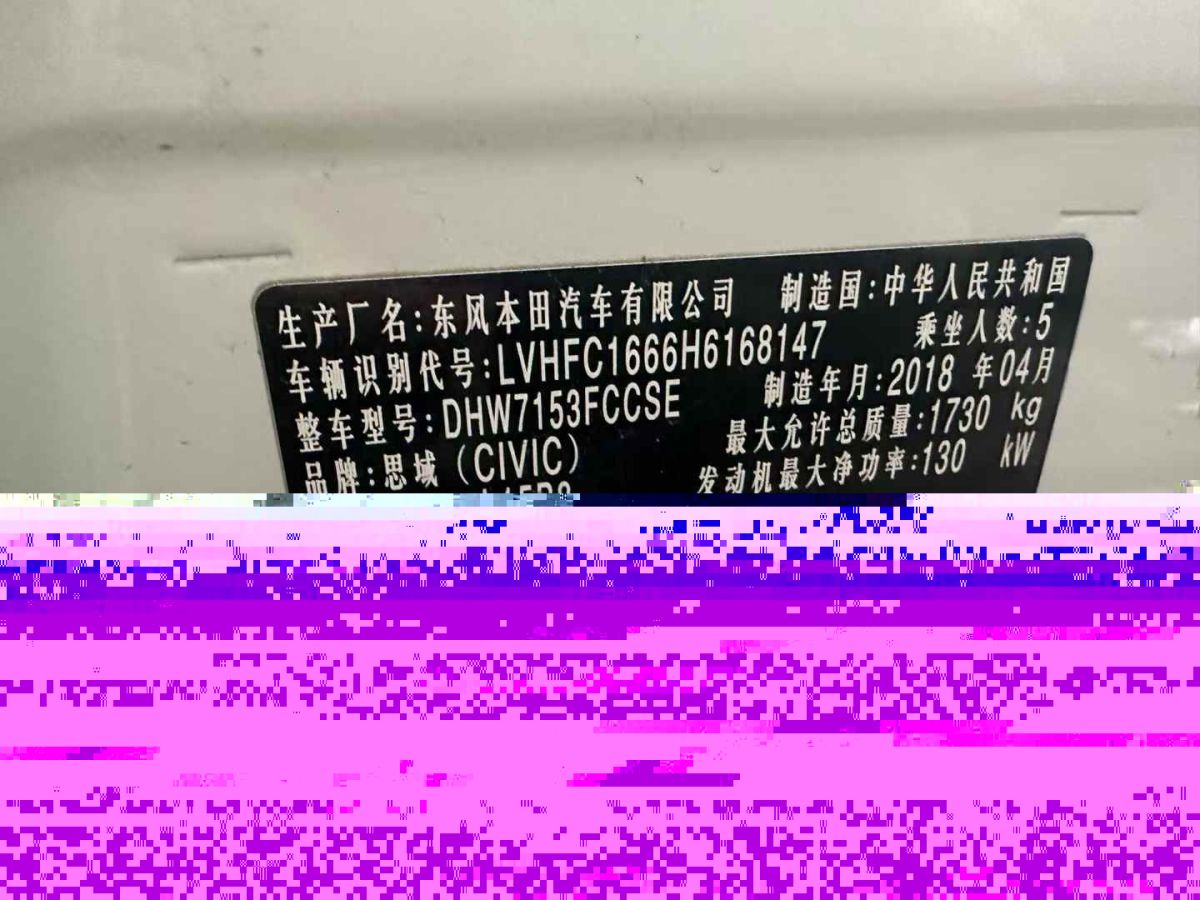 生产厂名:东风本田汽车有限公司 制造国:中华人民共和国
车辆识别代号:LVHFC1666H6168147 乘坐人数:5
整车型号:DHW7153FCCSE 制造年月:2018 年04月
品牌:思域(CIVIC) 最大允许总质量:1730 kg
发动机最大净功率:130 kW